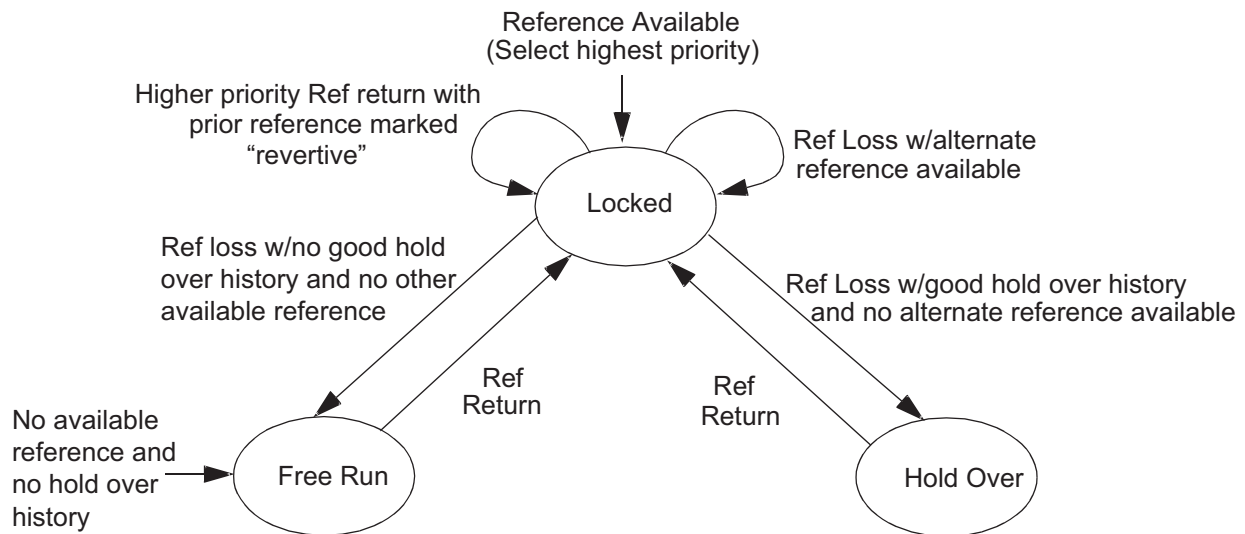 Reference Available
(Select highest priority)
Higher priority Ref return with
prior reference marked
“revertive”
Ref Loss w/alternate
reference available
Locked
Ref loss w/no good hold
over history and no other
available reference
Ref Loss w/good hold over history
and no alternate reference available
Ref
Return
Ref
Return
No available
reference and
no hold over
history
Free Run
Hold Over